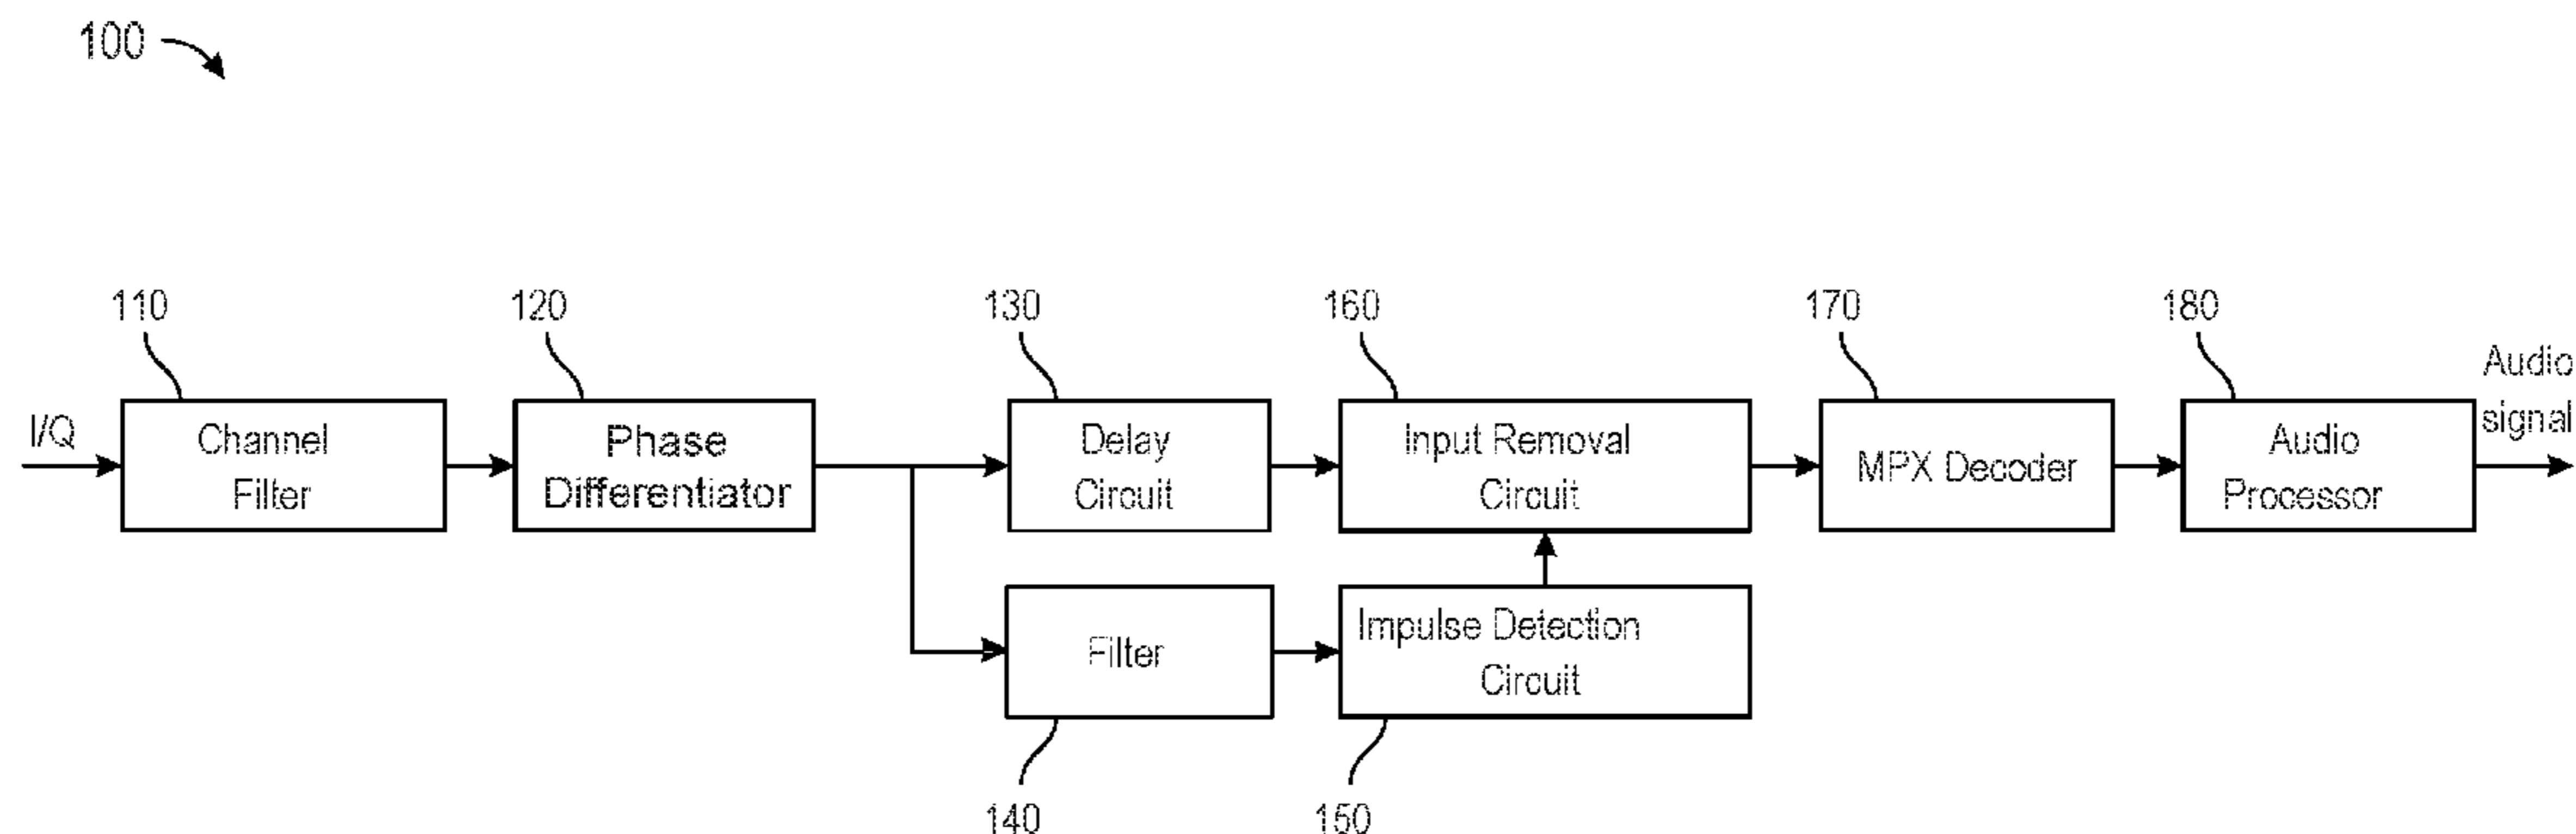 100
110
120
130
160
170
180
I/Q
Channel
Filter
Phase
Differentiator
Delay
Circuit
Input Removal
Circuit
MPX Decoder
Audio
Processor
Audio
signal
Filter
Impulse Detection
Circuit
140
150